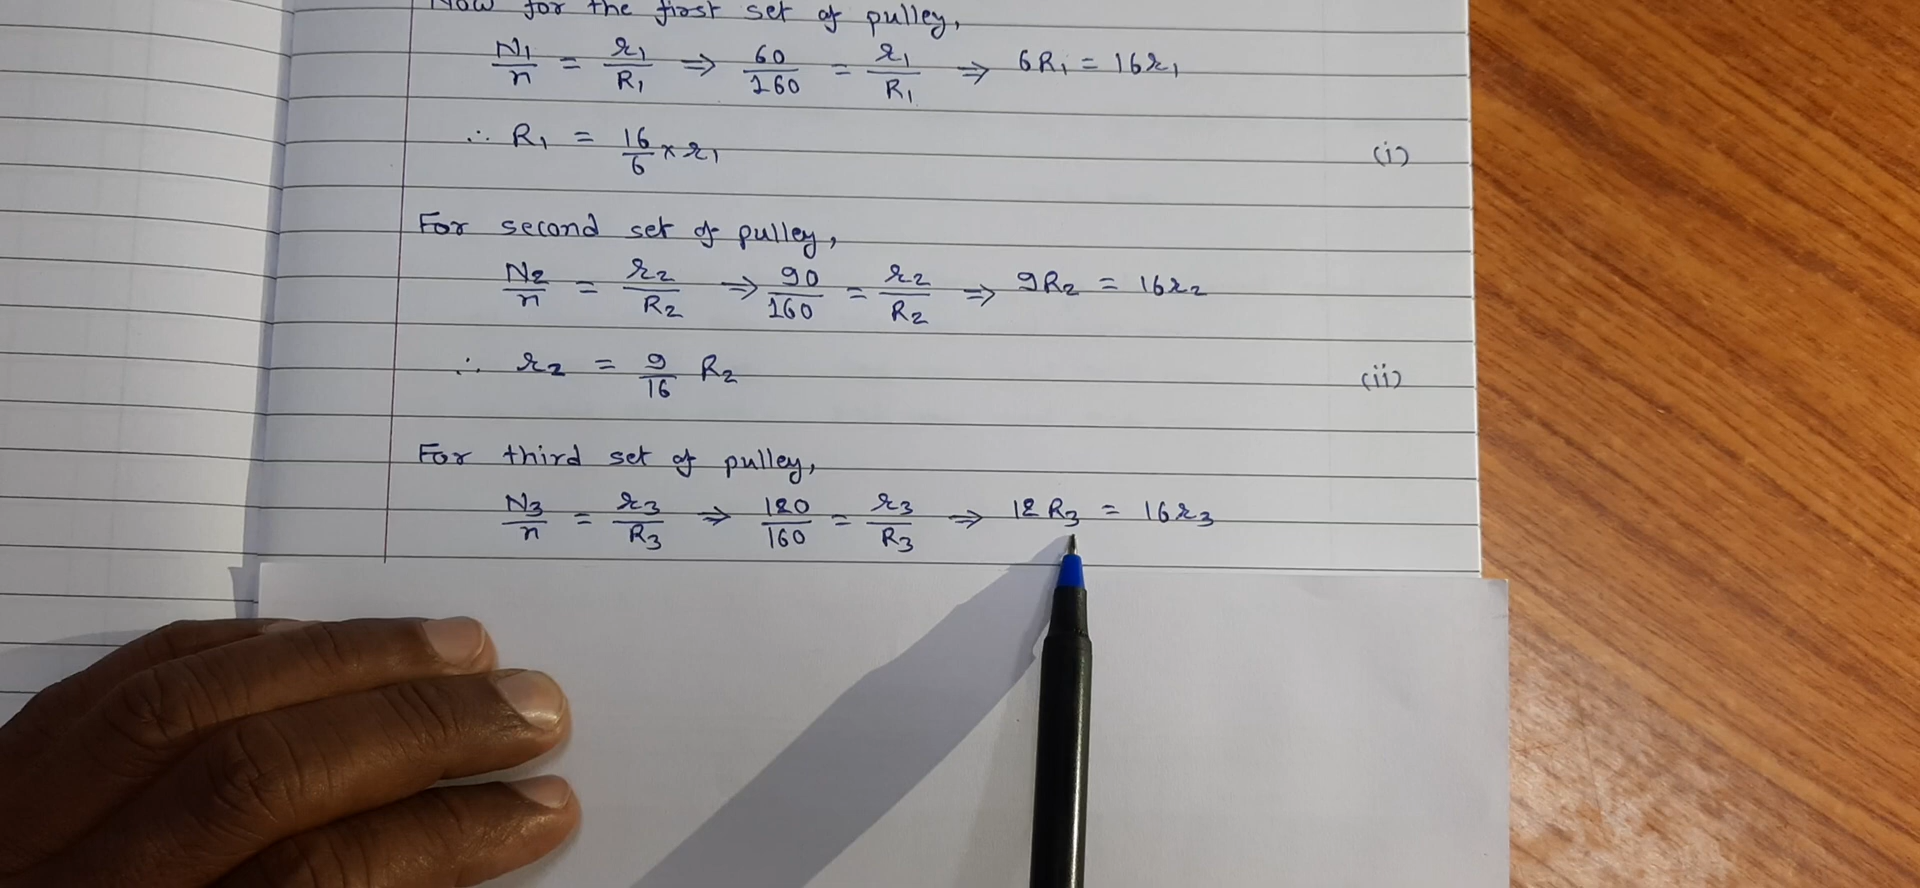 Now for the first set of pulley,
N₁/n = r₁/R₁ ⇒ 60/160 = r₁/R₁ ⇒ 6R₁ = 16r₁
∴ R₁ = 16/6 × r₁ (i)
For second set of pulley,
N₂/n = r₂/R₂ ⇒ 90/160 = r₂/R₂ ⇒ 9R₂ = 16r₂
∴ r₂ = 9/16 R₂ (ii)
For third set of pulley,
N₃/n = r₃/R₃ ⇒ 120/160 = r₃/R₃ ⇒ 12R₃ = 16r₃